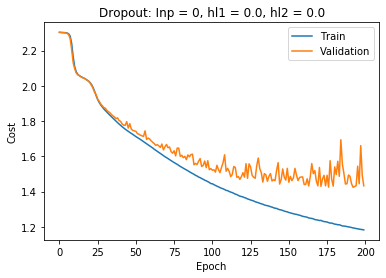 Dropout: Inp = 0, hl1 = 0.0, hl2 = 0.0
Train
Validation
Cost
2.2
2.0
1.8
1.6
1.4
1.2
0 25 50 75 100 125 150 175 200
Epoch